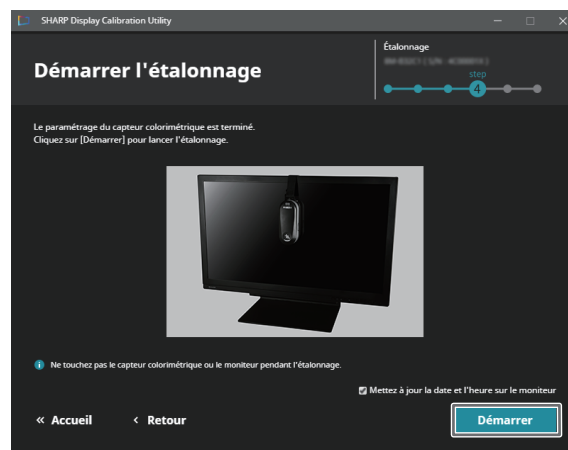 SHARP Display Calibration Utility
Démarrer l'étalonnage
Étalonnage
step
4
Le paramétrage du capteur colorimétrique est terminé.
Cliquez sur [Démarrer] pour lancer l'étalonnage.
Ne touchez pas le capteur colorimétrique ou le moniteur pendant l'étalonnage.
Mettez à jour la date et l'heure sur le moniteur
« Accueil
‹ Retour
Démarrer